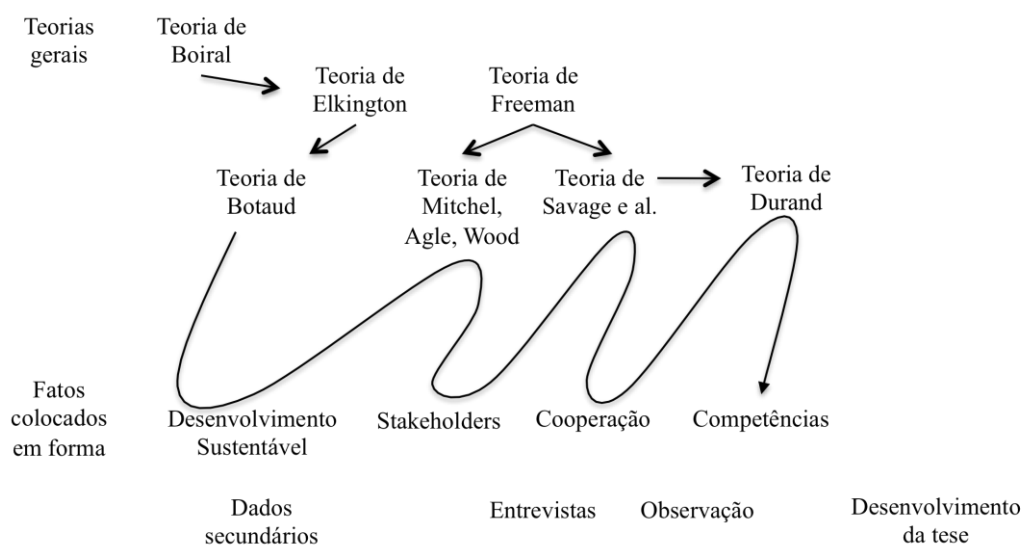 Teorias
gerais
Teoria de
Boiral
Teoria de
Elkington
Teoria de
Freeman
Teoria de
Botaud
Teoria de
Mitchel,
Agle, Wood
Teoria de
Savage e al.
Teoria de
Durand
Fatos
colocados
em forma
Desenvolvimento
Sustentável
Stakeholders
Cooperação
Competências
Dados
secundários
Entrevistas
Observação
Desenvolvimento
da tese